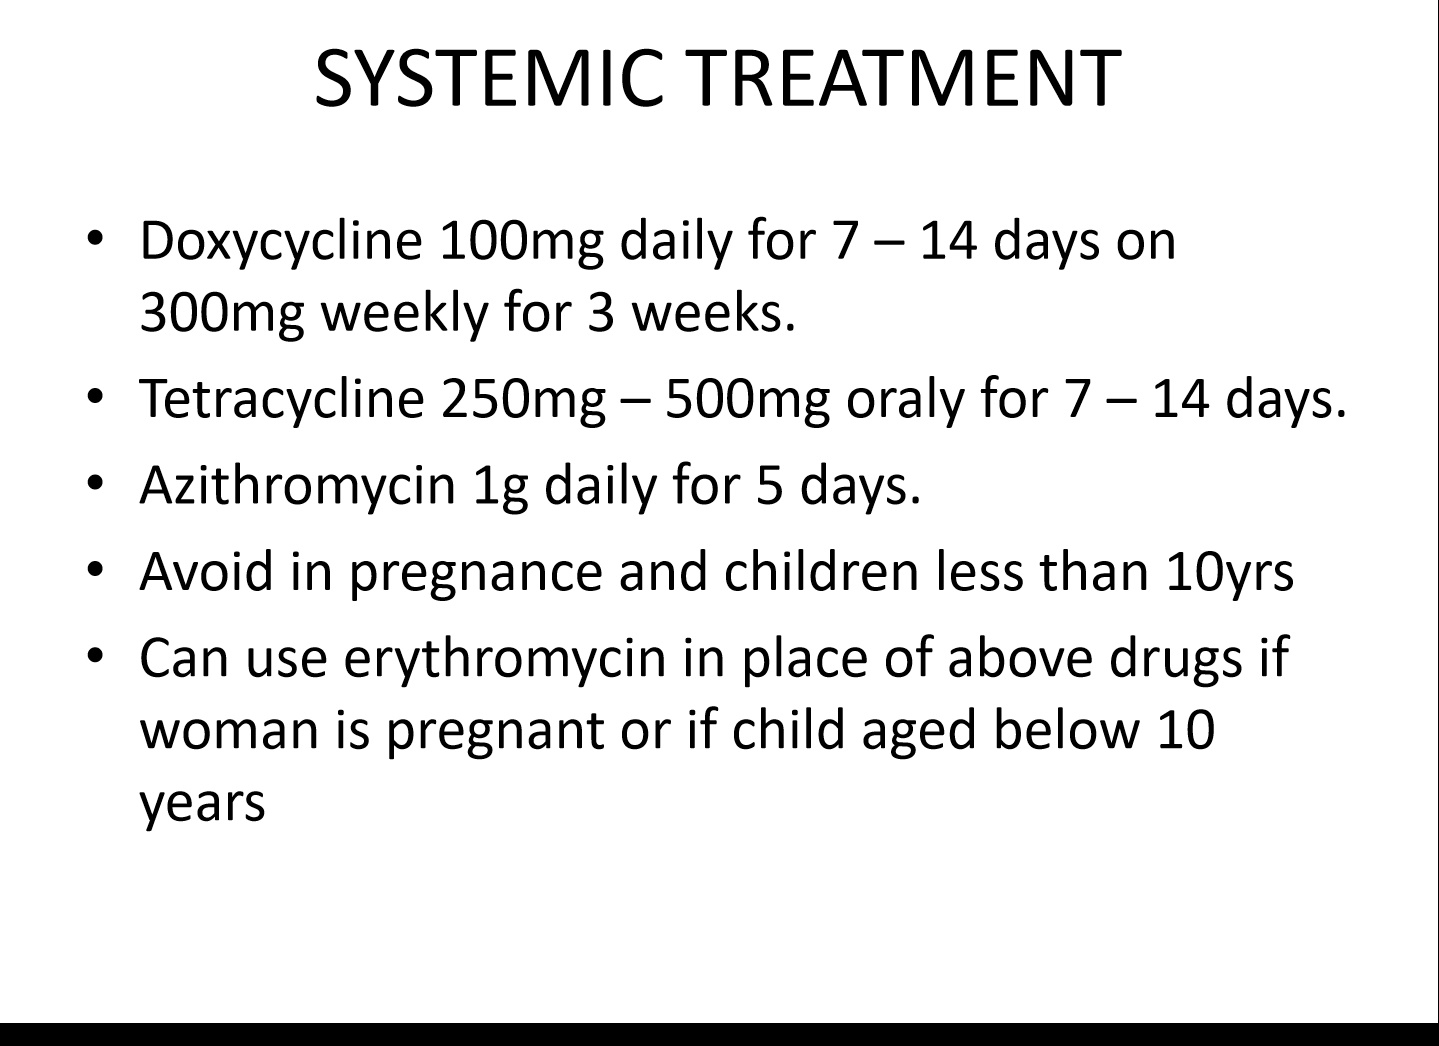 SYSTEMIC TREATMENT
• Doxycycline 100mg daily for 7 – 14 days on
300mg weekly for 3 weeks.
• Tetracycline 250mg – 500mg oraly for 7 – 14 days.
• Azithromycin 1g daily for 5 days.
• Avoid in pregnance and children less than 10yrs
• Can use erythromycin in place of above drugs if
woman is pregnant or if child aged below 10
years